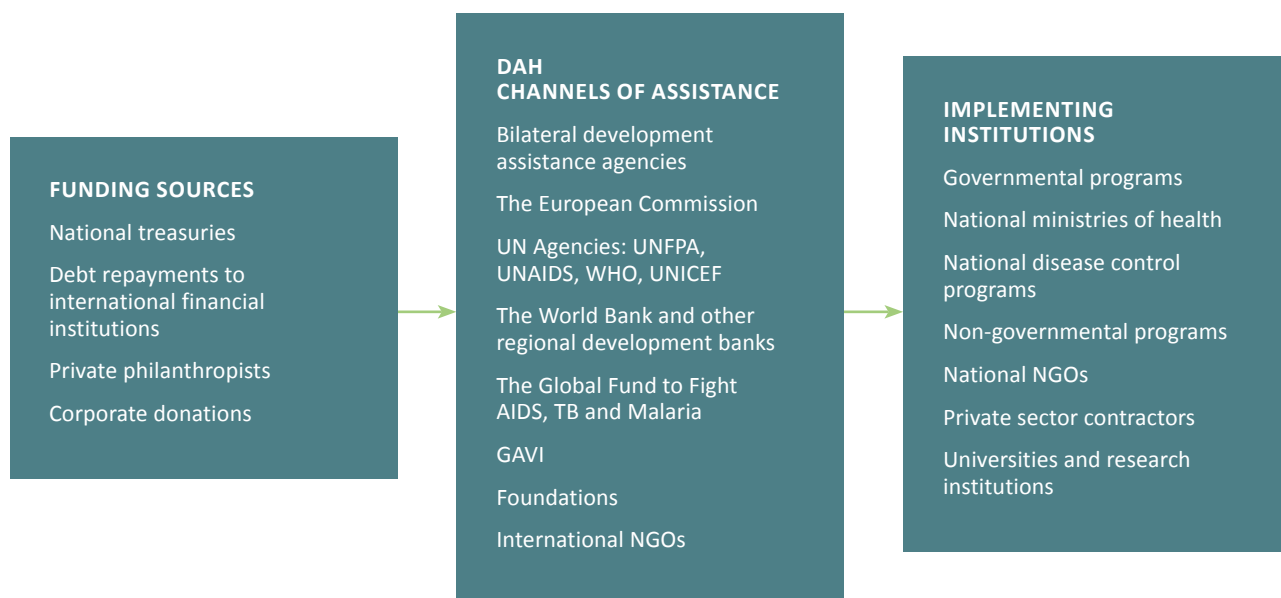 FUNDING SOURCES
National treasuries
Debt repayments to
international financial
institutions
Private philanthropists
Corporate donations
DAH
CHANNELS OF ASSISTANCE
Bilateral development
assistance agencies
The European Commission
UN Agencies: UNFPA,
UNAIDS, WHO, UNICEF
The World Bank and other
regional development banks
The Global Fund to Fight
AIDS, TB and Malaria
GAVI
Foundations
International NGOs
IMPLEMENTING
INSTITUTIONS
Governmental programs
National ministries of health
National disease control
programs
Non-governmental programs
National NGOs
Private sector contractors
Universities and research
institutions